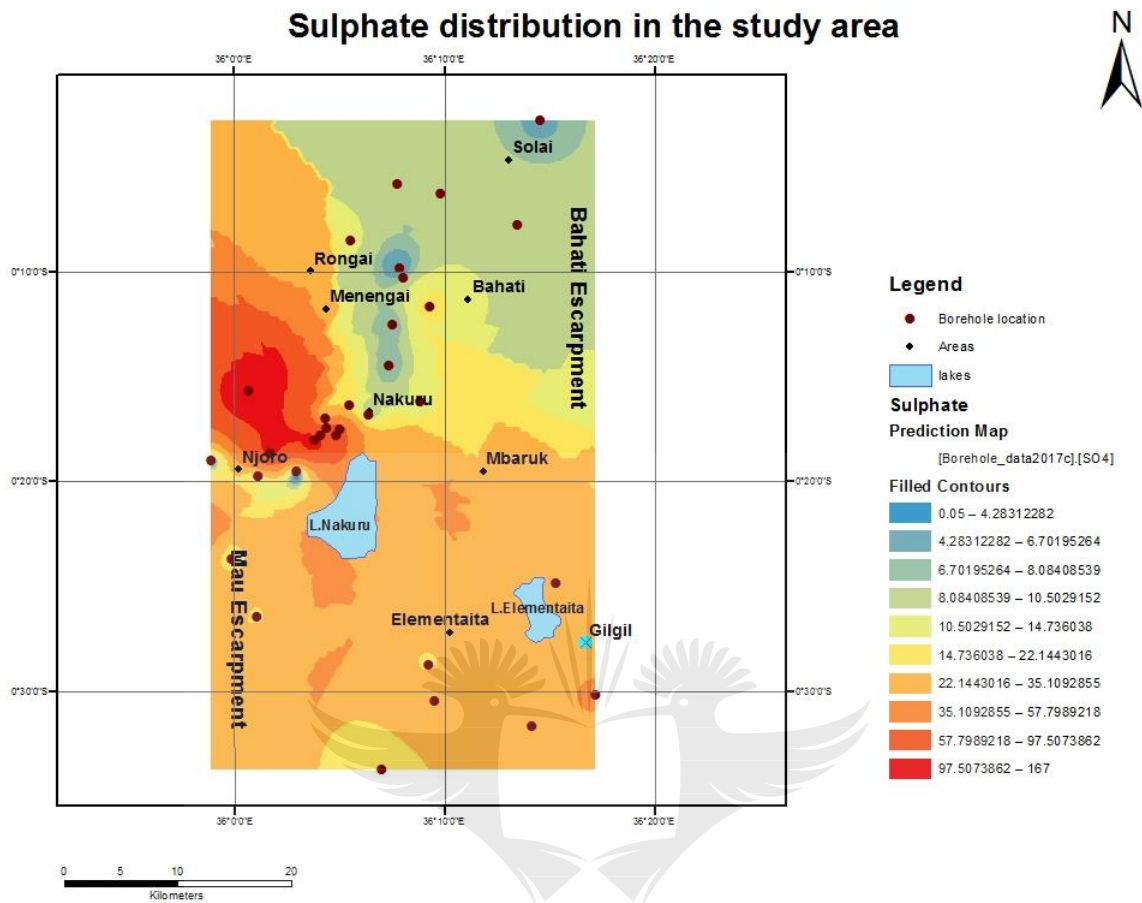 Sulphate distribution in the study area
N
36°0'0"E
36°10'0"E
36°20'0"E
Solai
Bahati Escarpment
Rongai
0°10'0"S
0°10'0"S
Menengai
Bahati
Nakuru
Njoro
Mbaruk
0°20'0"S
0°20'0"S
L.Nakuru
Mau Escarpment
L.Elementaita
Elementaita
Gilgil
0°30'0"S
0°30'0"S
36°0'0"E
36°10'0"E
36°20'0"E
0 5 10 20
Kilometers
Legend
Borehole location
Areas
lakes
Sulphate
Prediction Map
[Borehole_data2017c].[SO4]
Filled Contours
0.05 – 4.28312282
4.28312282 – 6.70195264
6.70195264 – 8.08408539
8.08408539 – 10.5029152
10.5029152 – 14.736038
14.736038 – 22.1443016
22.1443016 – 35.1092855
35.1092855 – 57.7989218
57.7989218 – 97.5073862
97.5073862 – 167